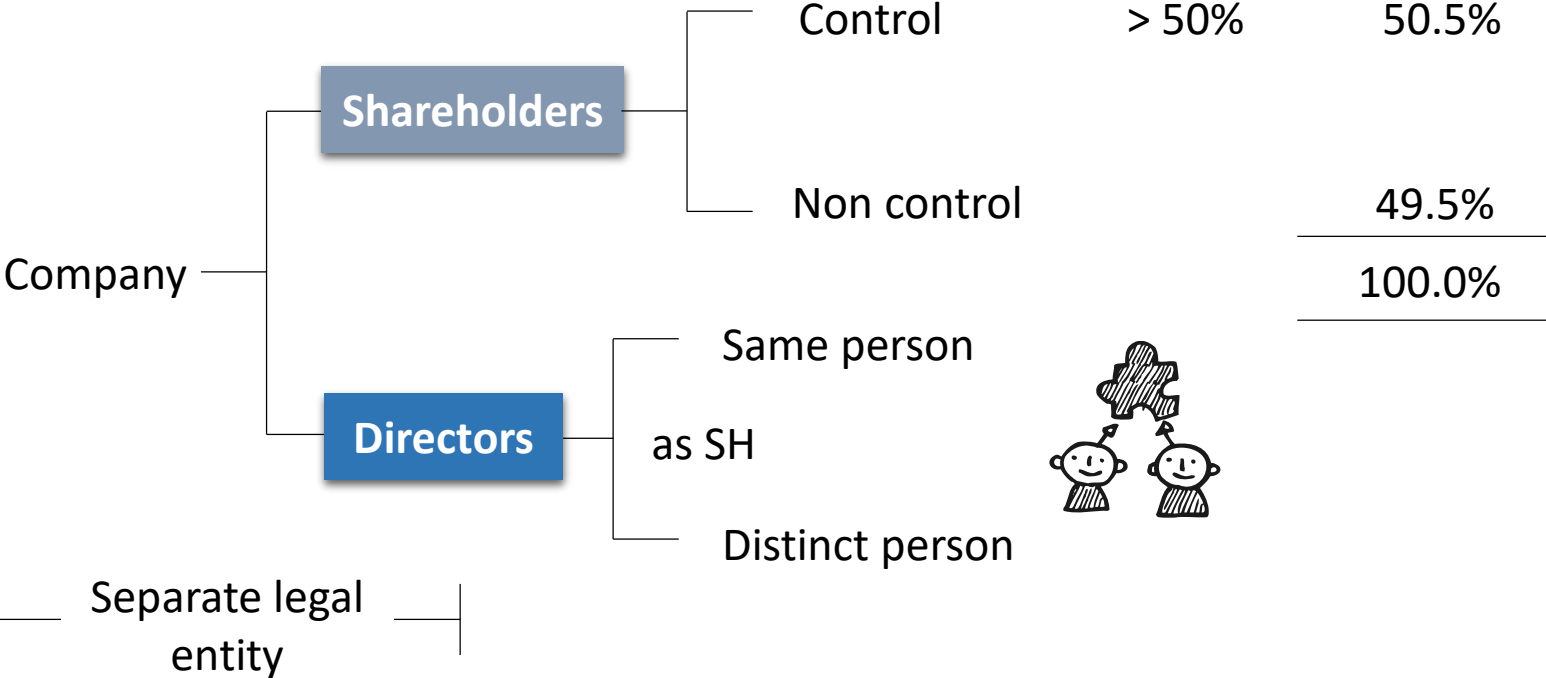 Control > 50% 50.5%
Shareholders
Non control 49.5%
Company
100.0%
Same person
Directors
as SH
Distinct person
Separate legal
entity